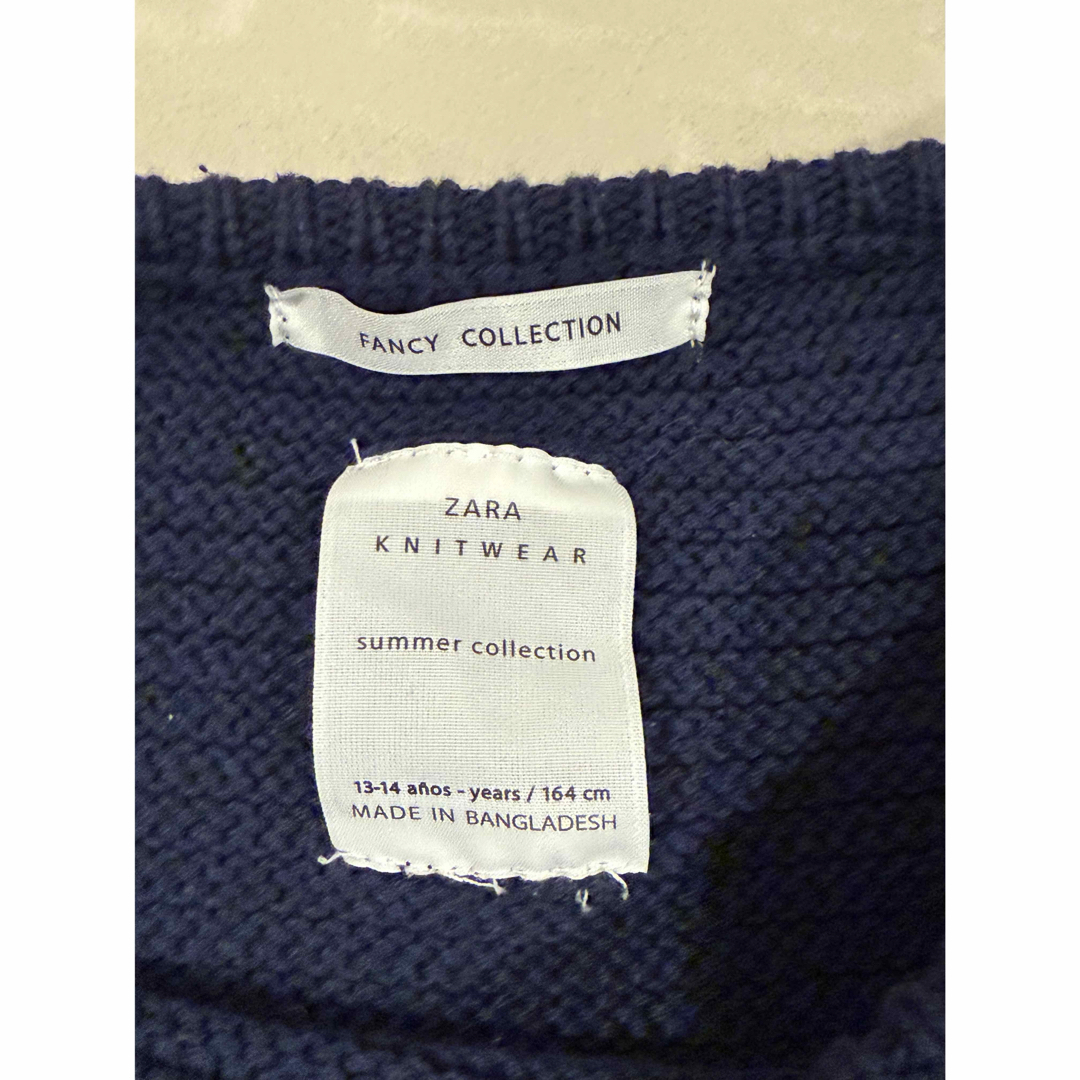 FANCY COLLECTION
ZARA
KNITWEAR
summer collection
13-14 años - years / 164 cm
MADE IN BANGLADESH